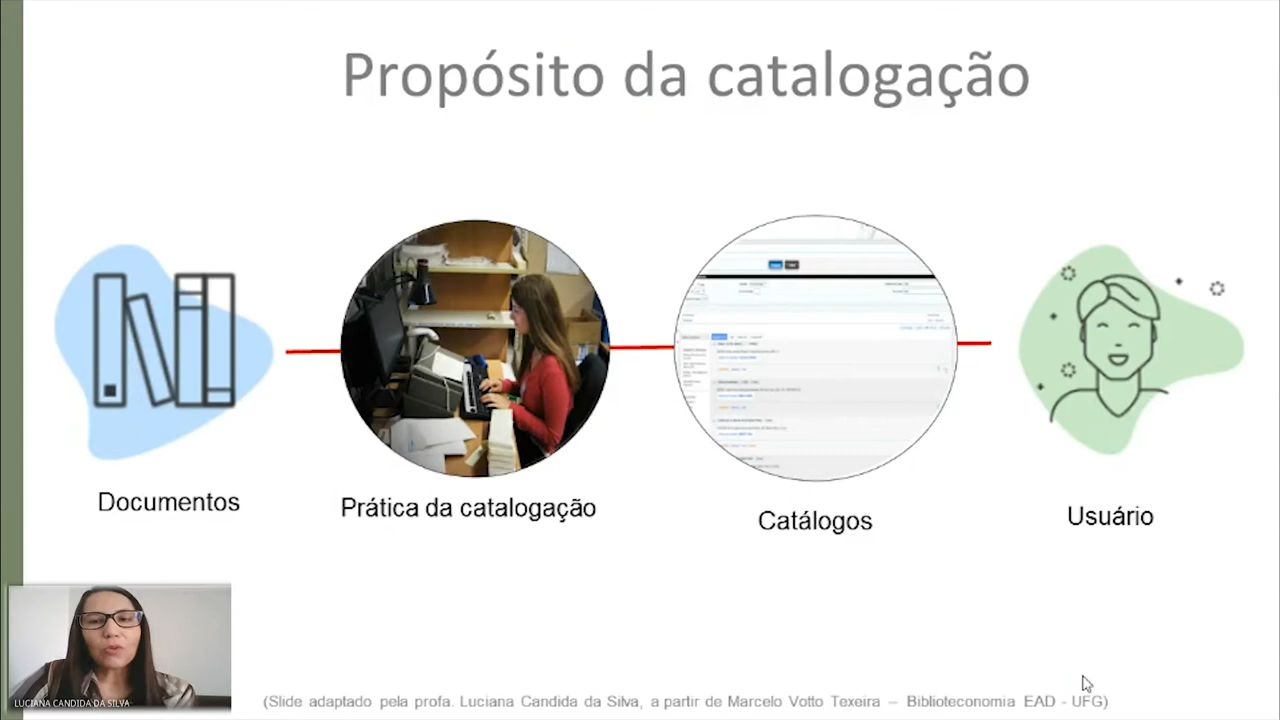 Propósito da catalogação
Documentos
Prática da catalogação
Catálogos
Usuário
LUCIANA CANDIDA DA SILVA
(Slide adaptado pela profa. Luciana Candida da Silva, a partir de Marcelo Votto Texeira – Biblioteconomia EAD - UFG)